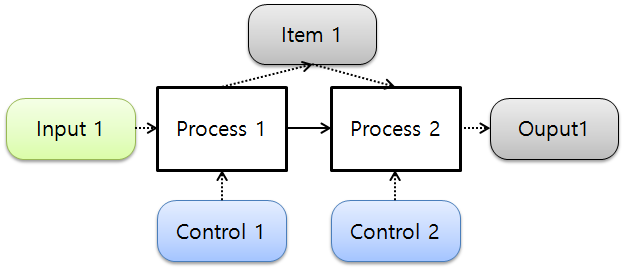 Item 1
Input 1
Process 1
Process 2
Ouput1
Control 1
Control 2